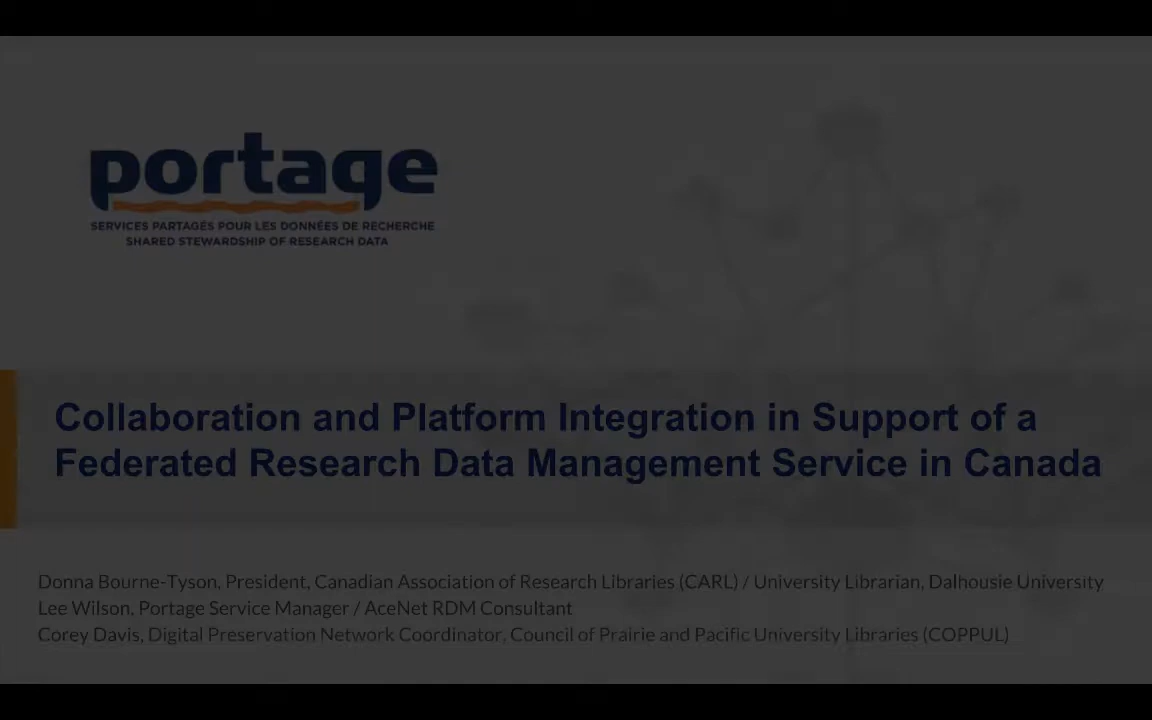 portage
SERVICES PARTAGÉS POUR LES DONNÉES DE RECHERCHE
SHARED STEWARDSHIP OF RESEARCH DATA
Collaboration and Platform Integration in Support of a
Federated Research Data Management Service in Canada
Donna Bourne-Tyson, President, Canadian Association of Research Libraries (CARL) / University Librarian, Dalhousie University
Lee Wilson, Portage Service Manager / AceNet RDM Consultant
Corey Davis, Digital Preservation Network Coordinator, Council of Prairie and Pacific University Libraries (COPPUL)